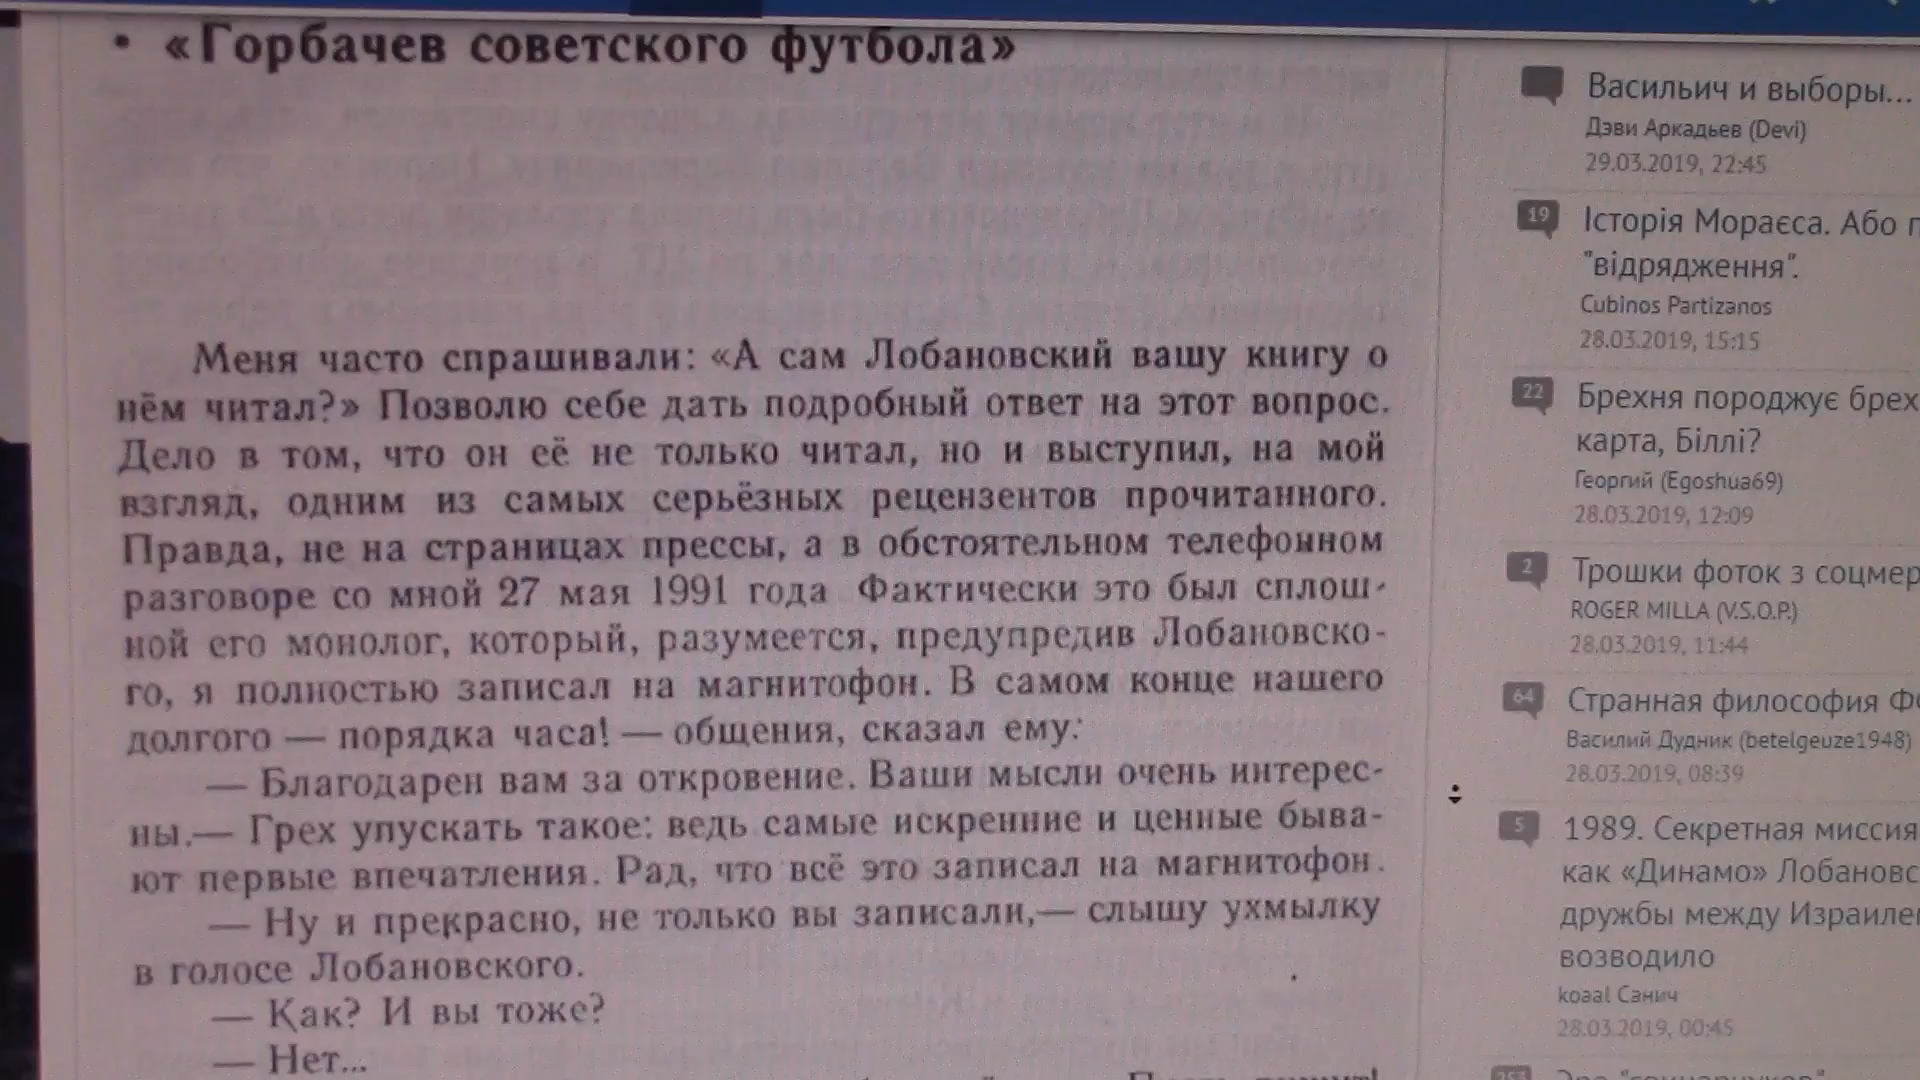 • «Горбачев советского футбола»
Меня часто спрашивали: «А сам Лобановский вашу книгу о
нём читал?» Позволю себе дать подробный ответ на этот вопрос.
Дело в том, что он её не только читал, но и выступил, на мой
взгляд, одним из самых серьёзных рецензентов прочитанного.
Правда, не на страницах прессы, а в обстоятельном телефонном
разговоре со мной 27 мая 1991 года Фактически это был сплош-
ной его монолог, который, разумеется, предупредив Лобановско-
го, я полностью записал на магнитофон. В самом конце нашего
долгого — порядка часа! — общения, сказал ему:
— Благодарен вам за откровение. Ваши мысли очень интерес-
ны.— Грех упускать такое: ведь самые искренние и ценные быва-
ют первые впечатления. Рад, что всё это записал на магнитофон.
— Ну и прекрасно, не только вы записали,— слышу ухмылку
в голосе Лобановского.
— Как? И вы тоже?
— Нет...
Васильич и выборы...
Дэви Аркадьев (Devi)
29.03.2019, 22:45
19
Історія Мораєса. Або п
"відрядження".
Cubinos Partizanos
28.03.2019, 15:15
22
Брехня породжує брех
карта, Біллі?
Георгий (Egoshua69)
28.03.2019, 12:09
2
Трошки фоток з соцмер
ROGER MILLA (V.S.O.P.)
28.03.2019, 11:44
64
Странная философия Ф
Василий Дудник (betelgeuze1948)
28.03.2019, 08:39
5
1989. Секретная миссия
как «Динамо» Лобановс
дружбы между Израиле
возводило
koaal Санич
28.03.2019, 00:45